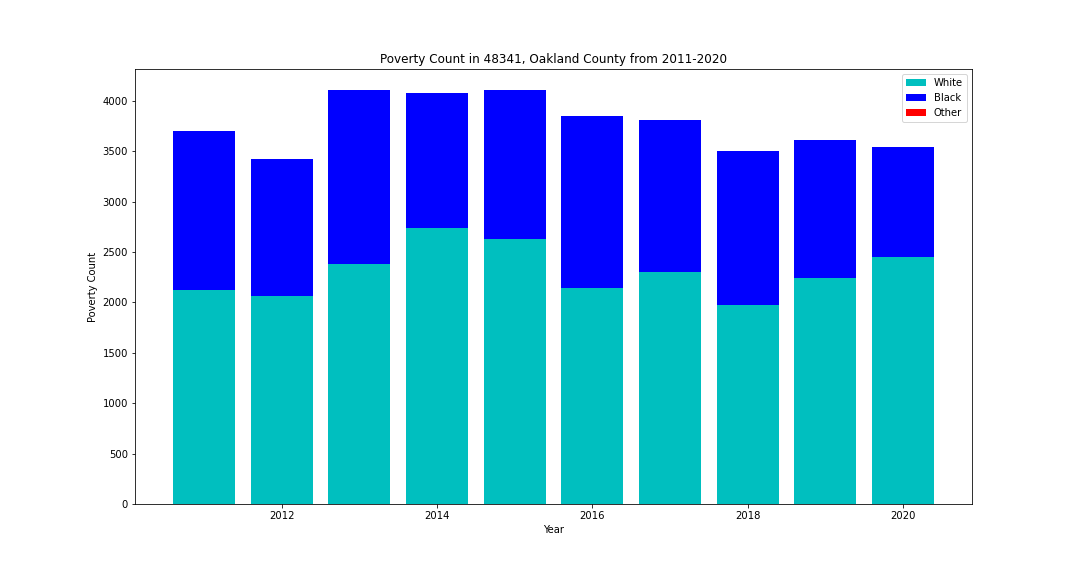 Poverty Count in 48341, Oakland County from 2011-2020
White
Black
Other
4000
3500
3000
2500
2000
1500
1000
500
0
Poverty Count
2012 2014 2016 2018 2020
Year